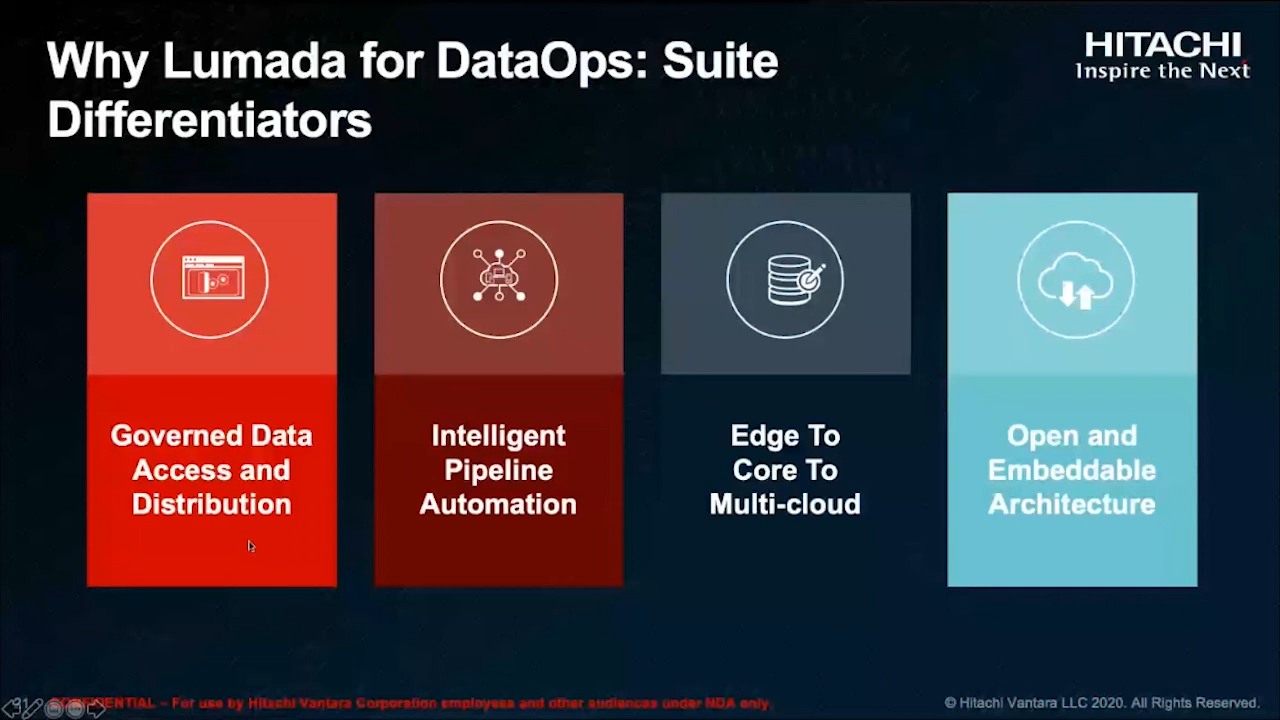 Why Lumada for DataOps: Suite
Differentiators
HITACHI
Inspire the Next
Governed Data
Access and
Distribution
Intelligent
Pipeline
Automation
Edge To
Core To
Multi-cloud
Open and
Embeddable
Architecture
– For use by Hitachi Vantara Corporation employees and other audiences under NDA only.
© Hitachi Vantara LLC 2020. All Rights Reserved.